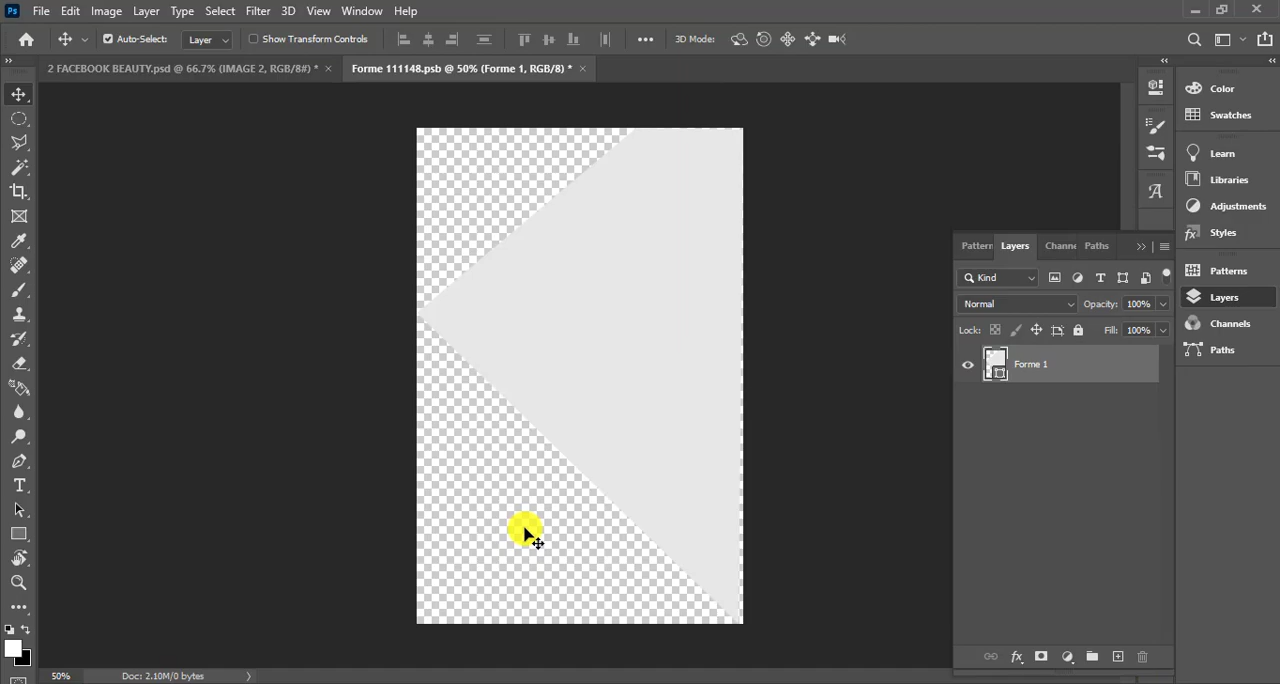 Ps File Edit Image Layer Type Select Filter 3D View Window Help
Auto-Select: Layer Show Transform Controls 3D Mode:
2 FACEBOOK BEAUTY.psd @ 66.7% (IMAGE 2, RGB/8#) * × Forme 111148.psb @ 50% (Forme 1, RGB/8) * ×
Color
Swatches
Learn
Libraries
Adjustments
Styles
Patterns
Layers
Channels
Paths
Pattern Layers Channe Paths
Kind
Normal Opacity: 100%
Lock: Fill: 100%
Forme 1
fx
50% Doc: 2.10M/0 bytes